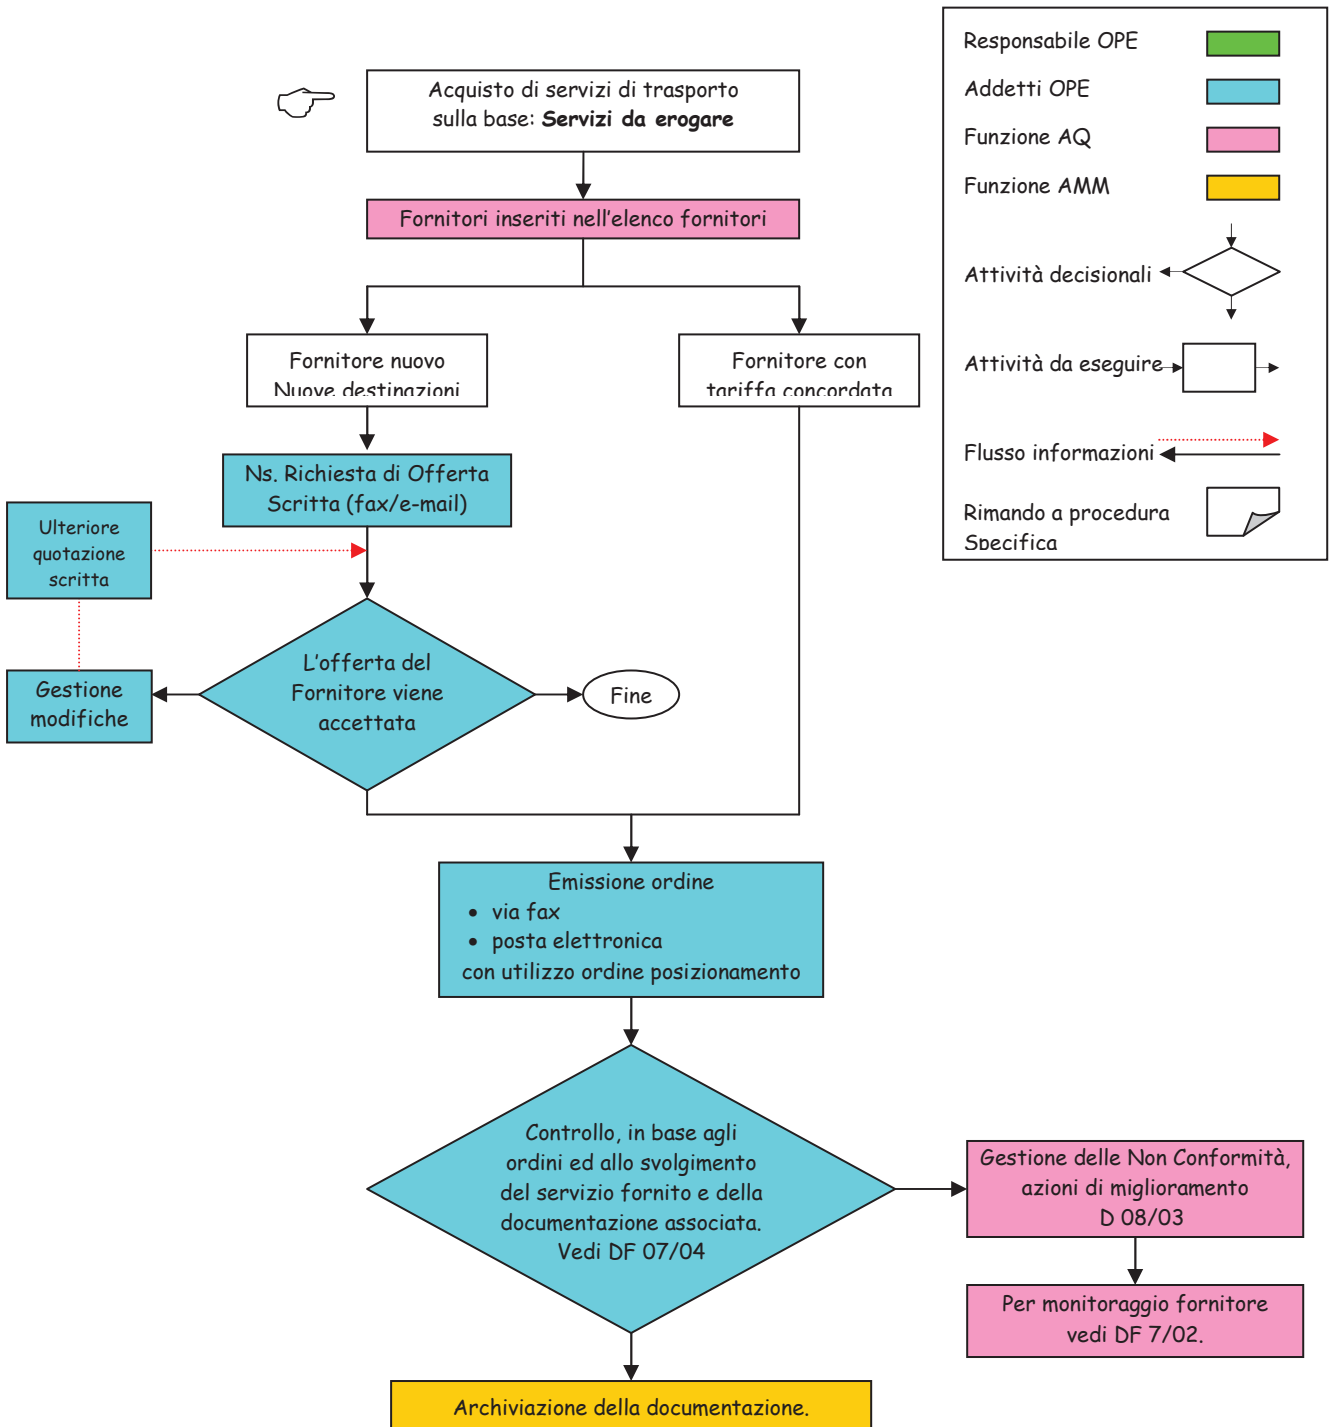 Acquisto di servizi di trasporto
sulla base: Servizi da erogare
Fornitori inseriti nell'elenco fornitori
Fornitore nuovo
Nuove destinazioni
Fornitore con
tariffa concordata
Ns. Richiesta di Offerta
Scritta (fax/e-mail)
Ulteriore
quotazione
scritta
L'offerta del
Fornitore viene
accettata
Gestione
modifiche
Fine
Emissione ordine
• via fax
• posta elettronica
con utilizzo ordine posizionamento
Controllo, in base agli
ordini ed allo svolgimento
del servizio fornito e della
documentazione associata.
Vedi DF 07/04
Gestione delle Non Conformità,
azioni di miglioramento
D 08/03
Per monitoraggio fornitore
vedi DF 7/02.
Archiviazione della documentazione.
Responsabile OPE
Addetti OPE
Funzione AQ
Funzione AMM
Attività decisionali
Attività da eseguire
Flusso informazioni
Rimando a procedura
Specifica